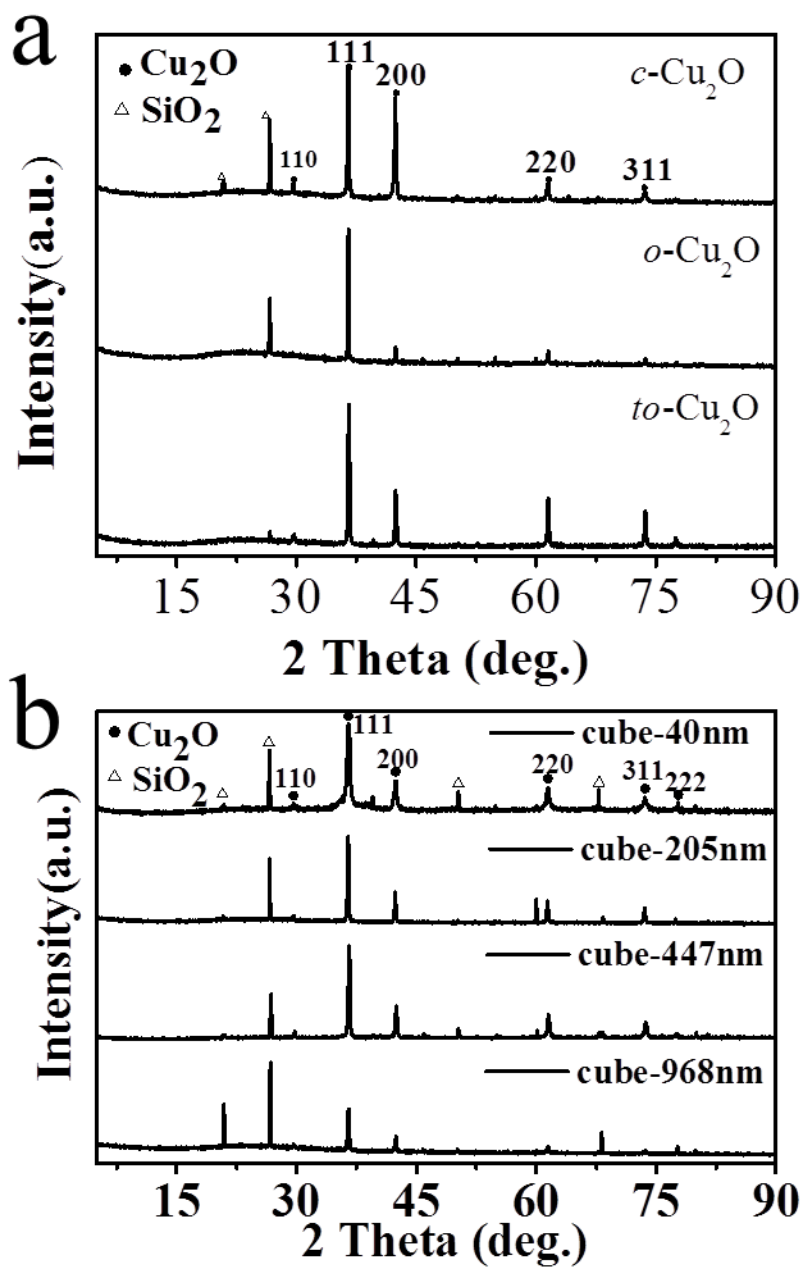 a
● Cu₂O
△ SiO₂
111
200
110
220
311
c-Cu₂O
o-Cu₂O
to-Cu₂O
Intensity(a.u.)
15 30 45 60 75 90
2 Theta (deg.)
b
● Cu₂O
△ SiO₂
110
111
200
220
311
222
cube-40nm
cube-205nm
cube-447nm
cube-968nm
Intensity(a.u.)
15 30 45 60 75 90
2 Theta (deg.)